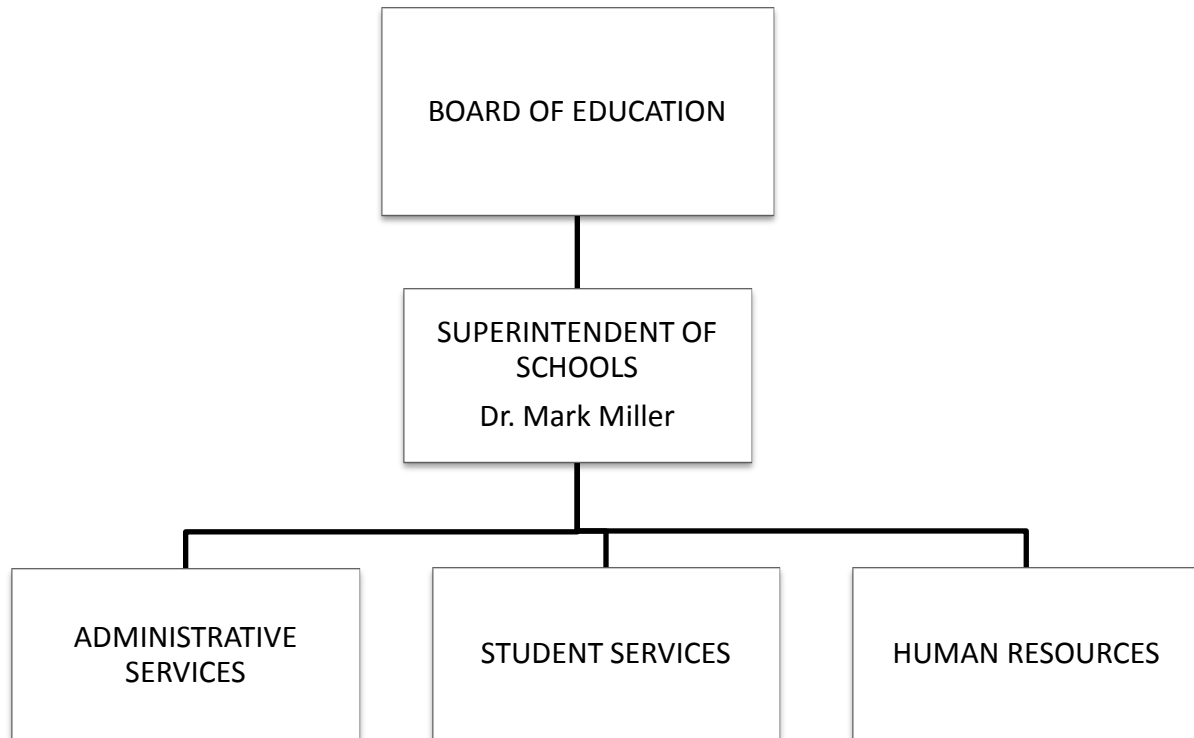 BOARD OF EDUCATION
SUPERINTENDENT OF
SCHOOLS
Dr. Mark Miller
ADMINISTRATIVE
SERVICES
STUDENT SERVICES
HUMAN RESOURCES